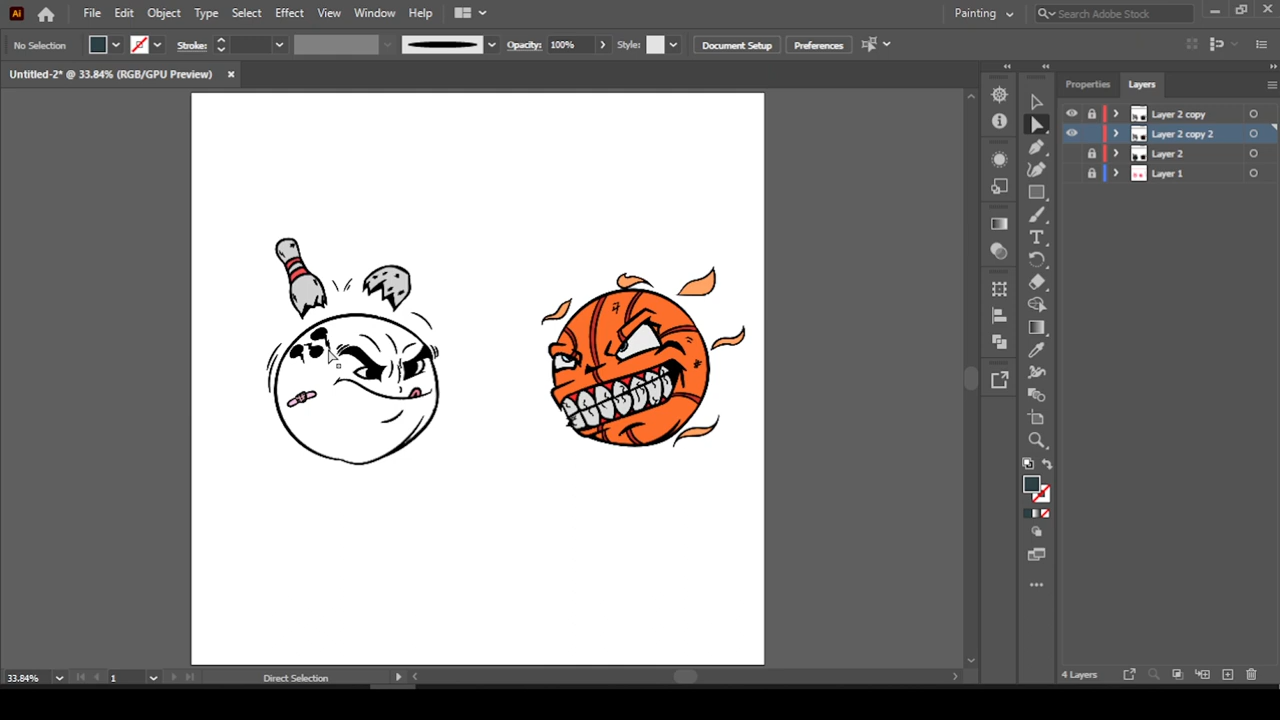 Ai File Edit Object Type Select Effect View Window Help Painting Search Adobe Stock
No Selection Stroke: Opacity: 100% Style: Document Setup Preferences
Untitled-2* @ 33.84% (RGB/GPU Preview)
Properties Layers
Layer 2 copy
Layer 2 copy 2
Layer 2
Layer 1
33.84% 1 Direct Selection 4 Layers